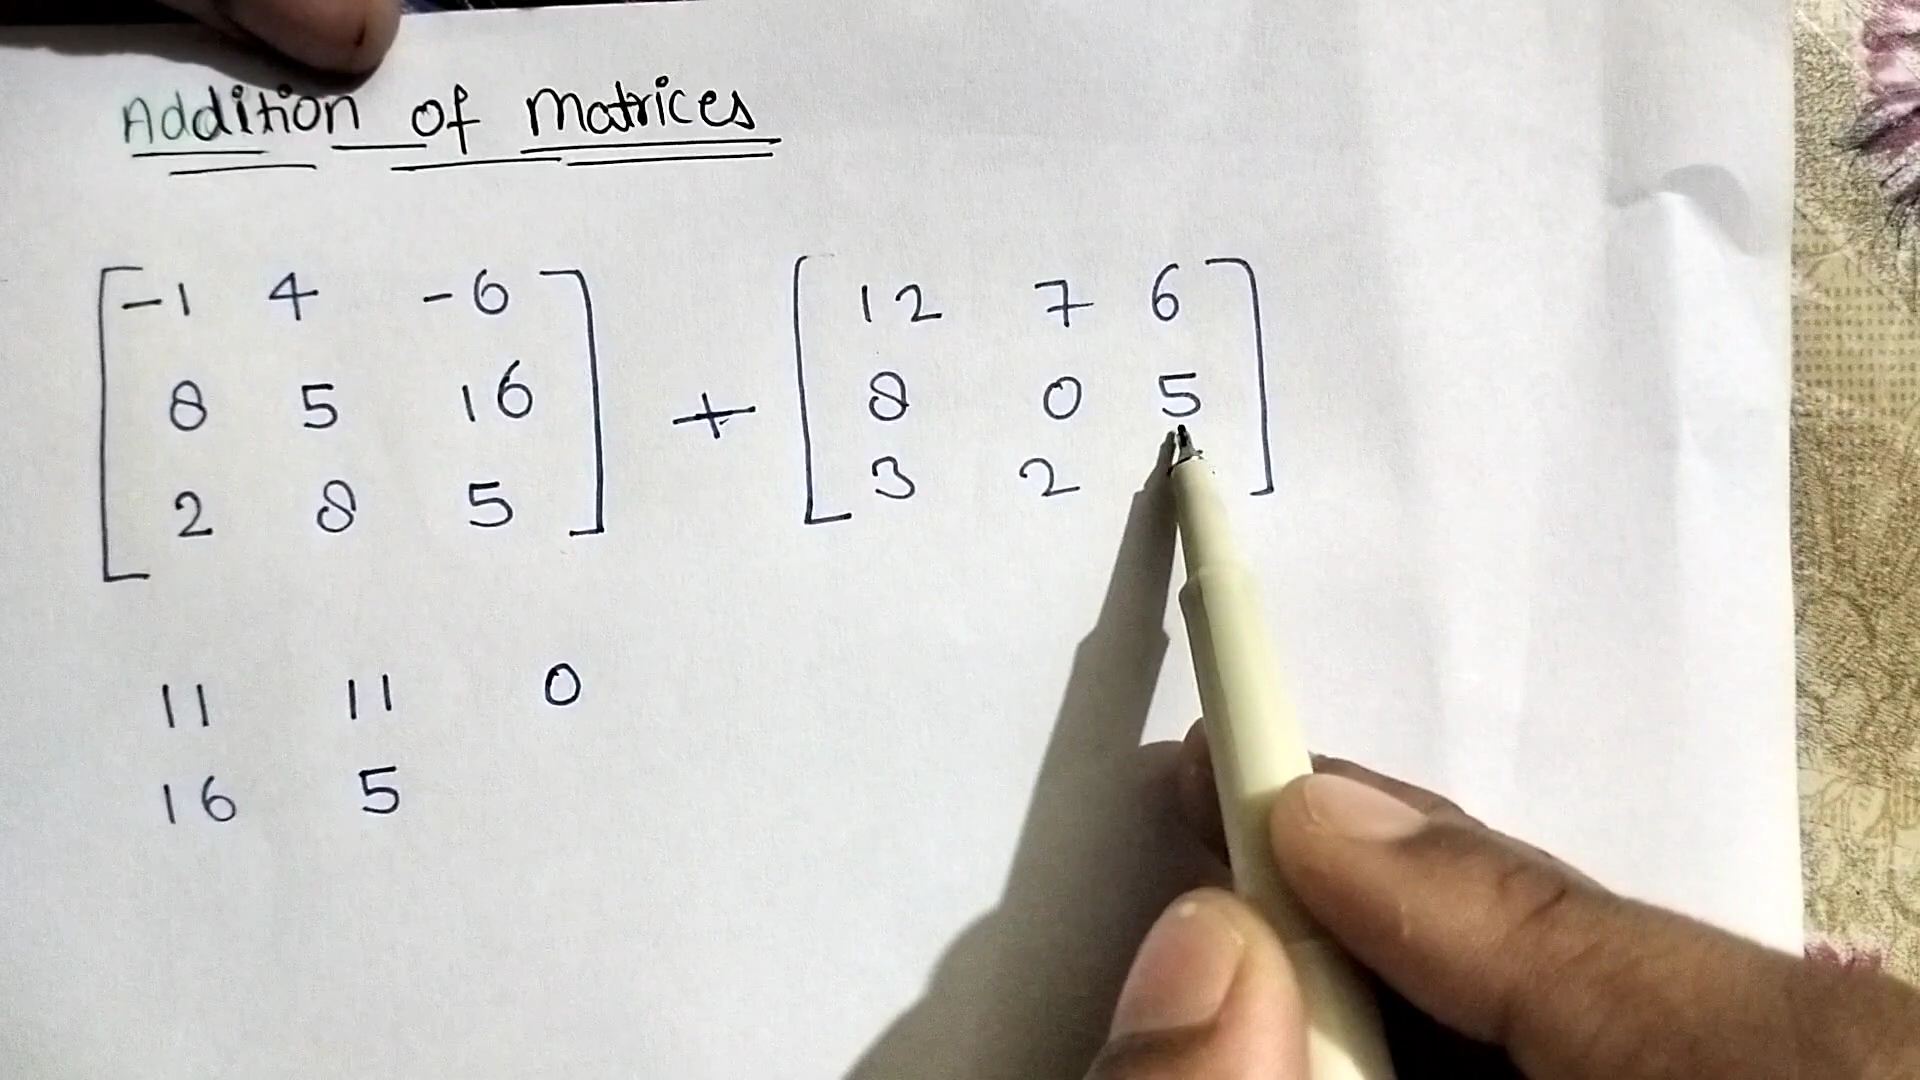 Addition of Matrices
-1 4 -6 12 7 6
8 5 16 + 8 0 5
2 8 5 3 2
11 11 0
16 5